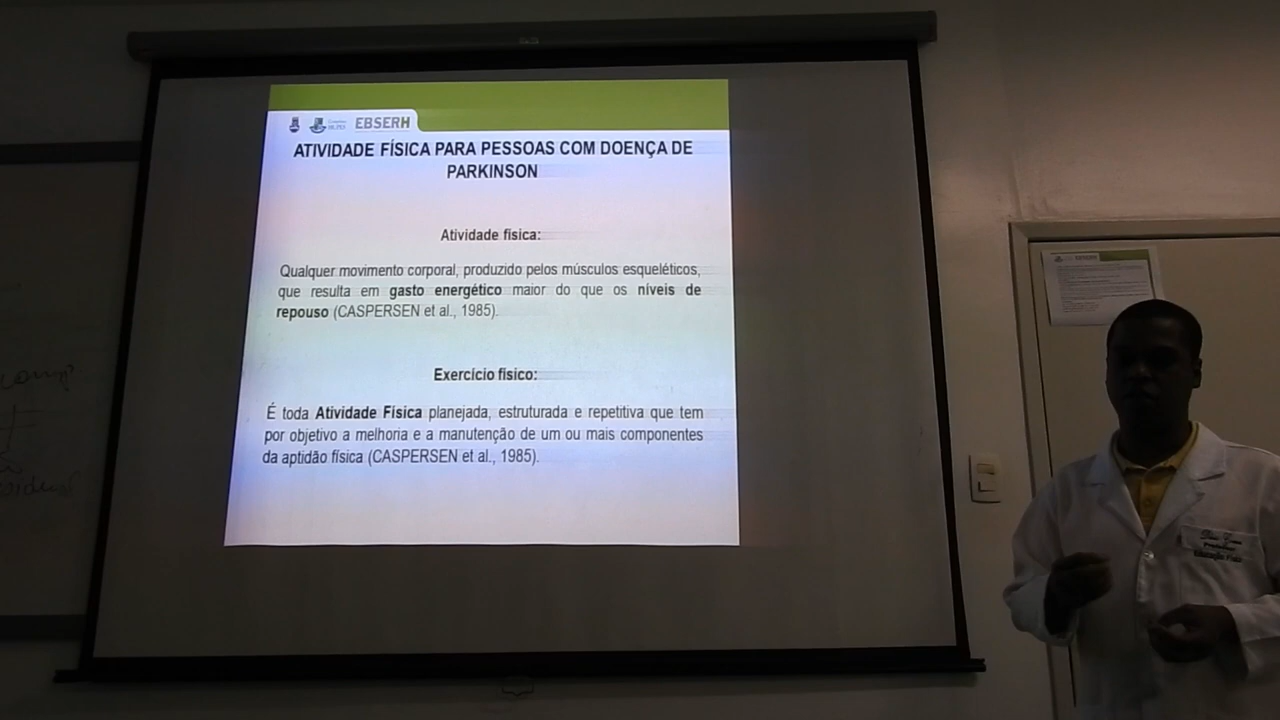 EBSERH
ATIVIDADE FÍSICA PARA PESSOAS COM DOENÇA DE
PARKINSON
Atividade física:
Qualquer movimento corporal, produzido pelos músculos esqueléticos,
que resulta em gasto energético maior do que os níveis de
repouso (CASPERSEN et al., 1985).
Exercício físico:
É toda Atividade Física planejada, estruturada e repetitiva que tem
por objetivo a melhoria e a manutenção de um ou mais componentes
da aptidão física (CASPERSEN et al., 1985).
EBSERH
Educação